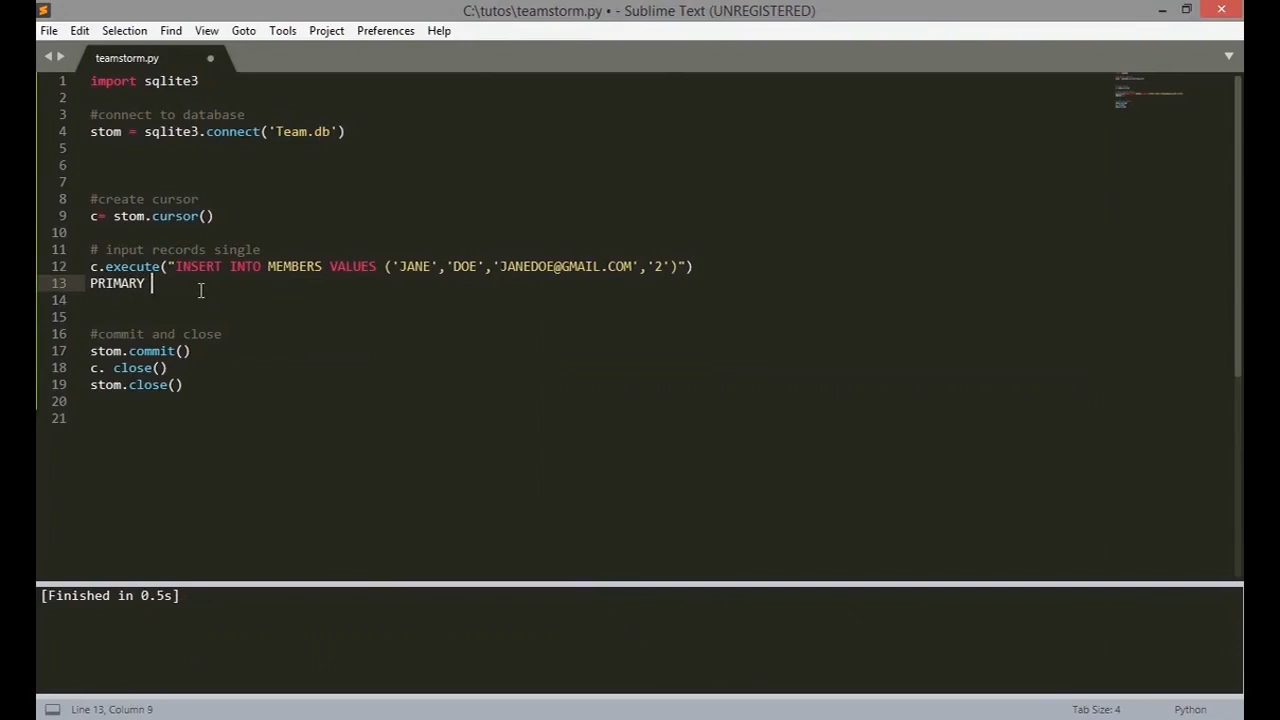 C:\tutos\teamstorm.py • - Sublime Text (UNREGISTERED)
File Edit Selection Find View Goto Tools Project Preferences Help
teamstorm.py
1 import sqlite3
2
3 #connect to database
4 stom = sqlite3.connect('Team.db')
5
6
7
8 #create cursor
9 c= stom.cursor()
10
11 # input records single
12 c.execute("INSERT INTO MEMBERS VALUES ('JANE','DOE','JANEDOE@GMAIL.COM','2')")
13 PRIMARY
14
15
16 #commit and close
17 stom.commit()
18 c. close()
19 stom.close()
20
21
[Finished in 0.5s]
Line 13, Column 9 Tab Size: 4 Python